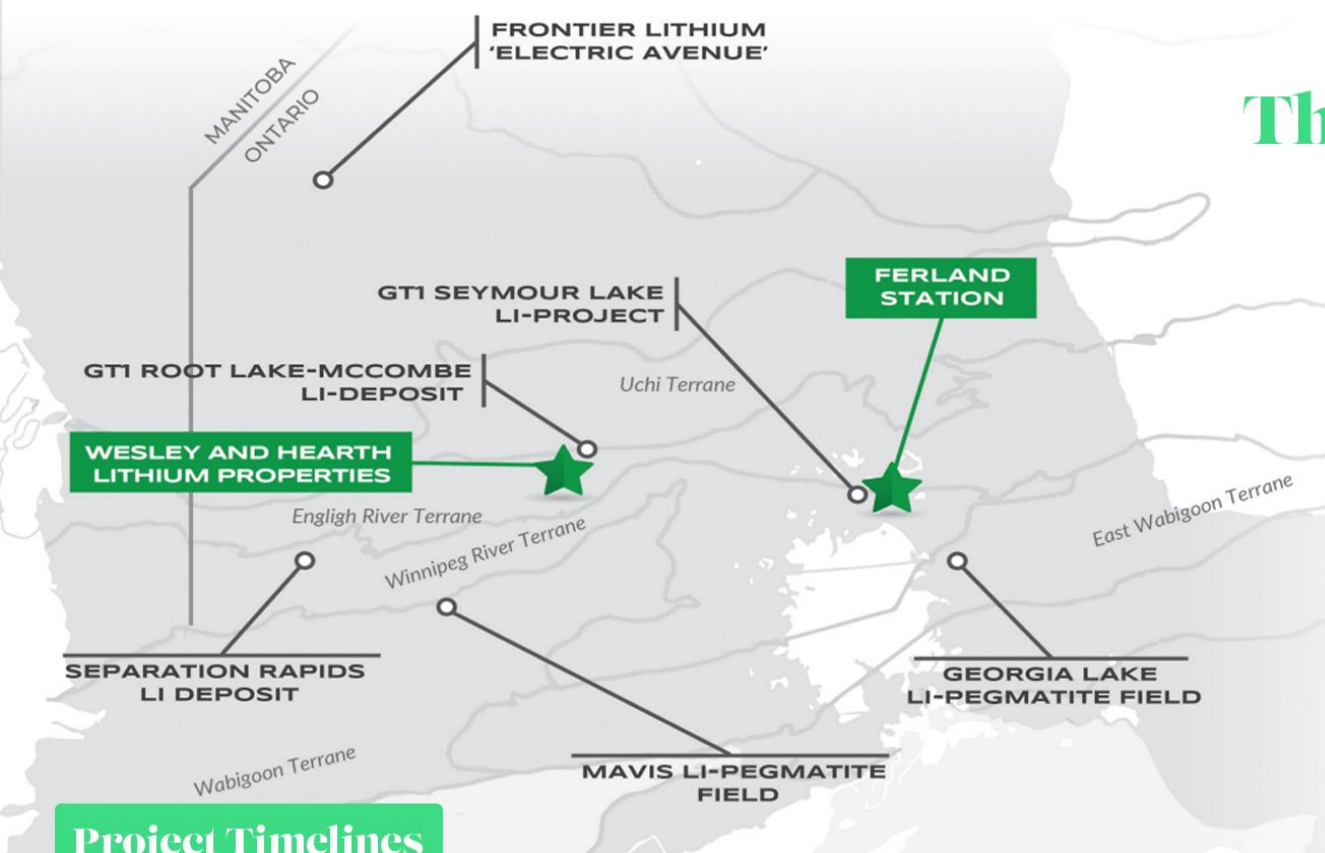 FRONTIER LITHIUM
'ELECTRIC AVENUE'
MANITOBA
ONTARIO
Th
FERLAND
STATION
GT1 SEYMOUR LAKE
LI-PROJECT
GT1 ROOT LAKE-MCCOMBE
LI-DEPOSIT
Uchi Terrane
WESLEY AND HEARTH
LITHIUM PROPERTIES
Engligh River Terrane
Winnipeg River Terrane
East Wabigoon Terrane
SEPARATION RAPIDS
LI DEPOSIT
GEORGIA LAKE
LI-PEGMATITE FIELD
Wabigoon Terrane
MAVIS LI-PEGMATITE
FIELD
Project Timelines